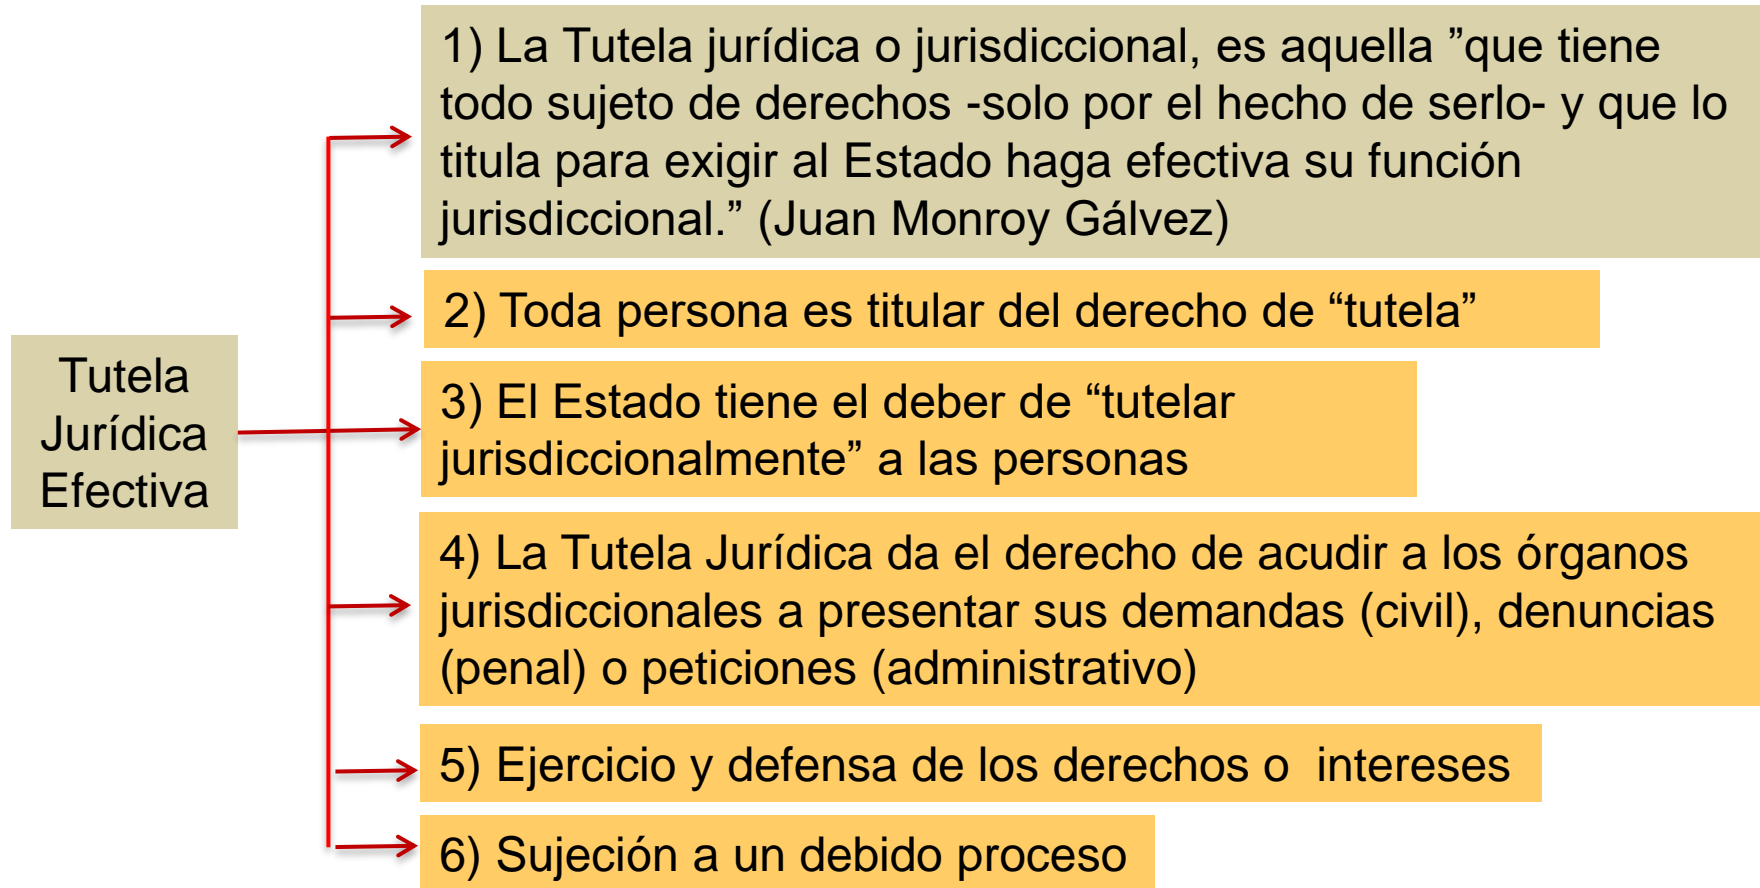 1) La Tutela jurídica o jurisdiccional, es aquella ”que tiene
todo sujeto de derechos -solo por el hecho de serlo- y que lo
titula para exigir al Estado haga efectiva su función
jurisdiccional.” (Juan Monroy Gálvez)
2) Toda persona es titular del derecho de “tutela”
Tutela
Jurídica
Efectiva
3) El Estado tiene el deber de “tutelar
jurisdiccionalmente” a las personas
4) La Tutela Jurídica da el derecho de acudir a los órganos
jurisdiccionales a presentar sus demandas (civil), denuncias
(penal) o peticiones (administrativo)
5) Ejercicio y defensa de los derechos o  intereses
6) Sujeción a un debido proceso